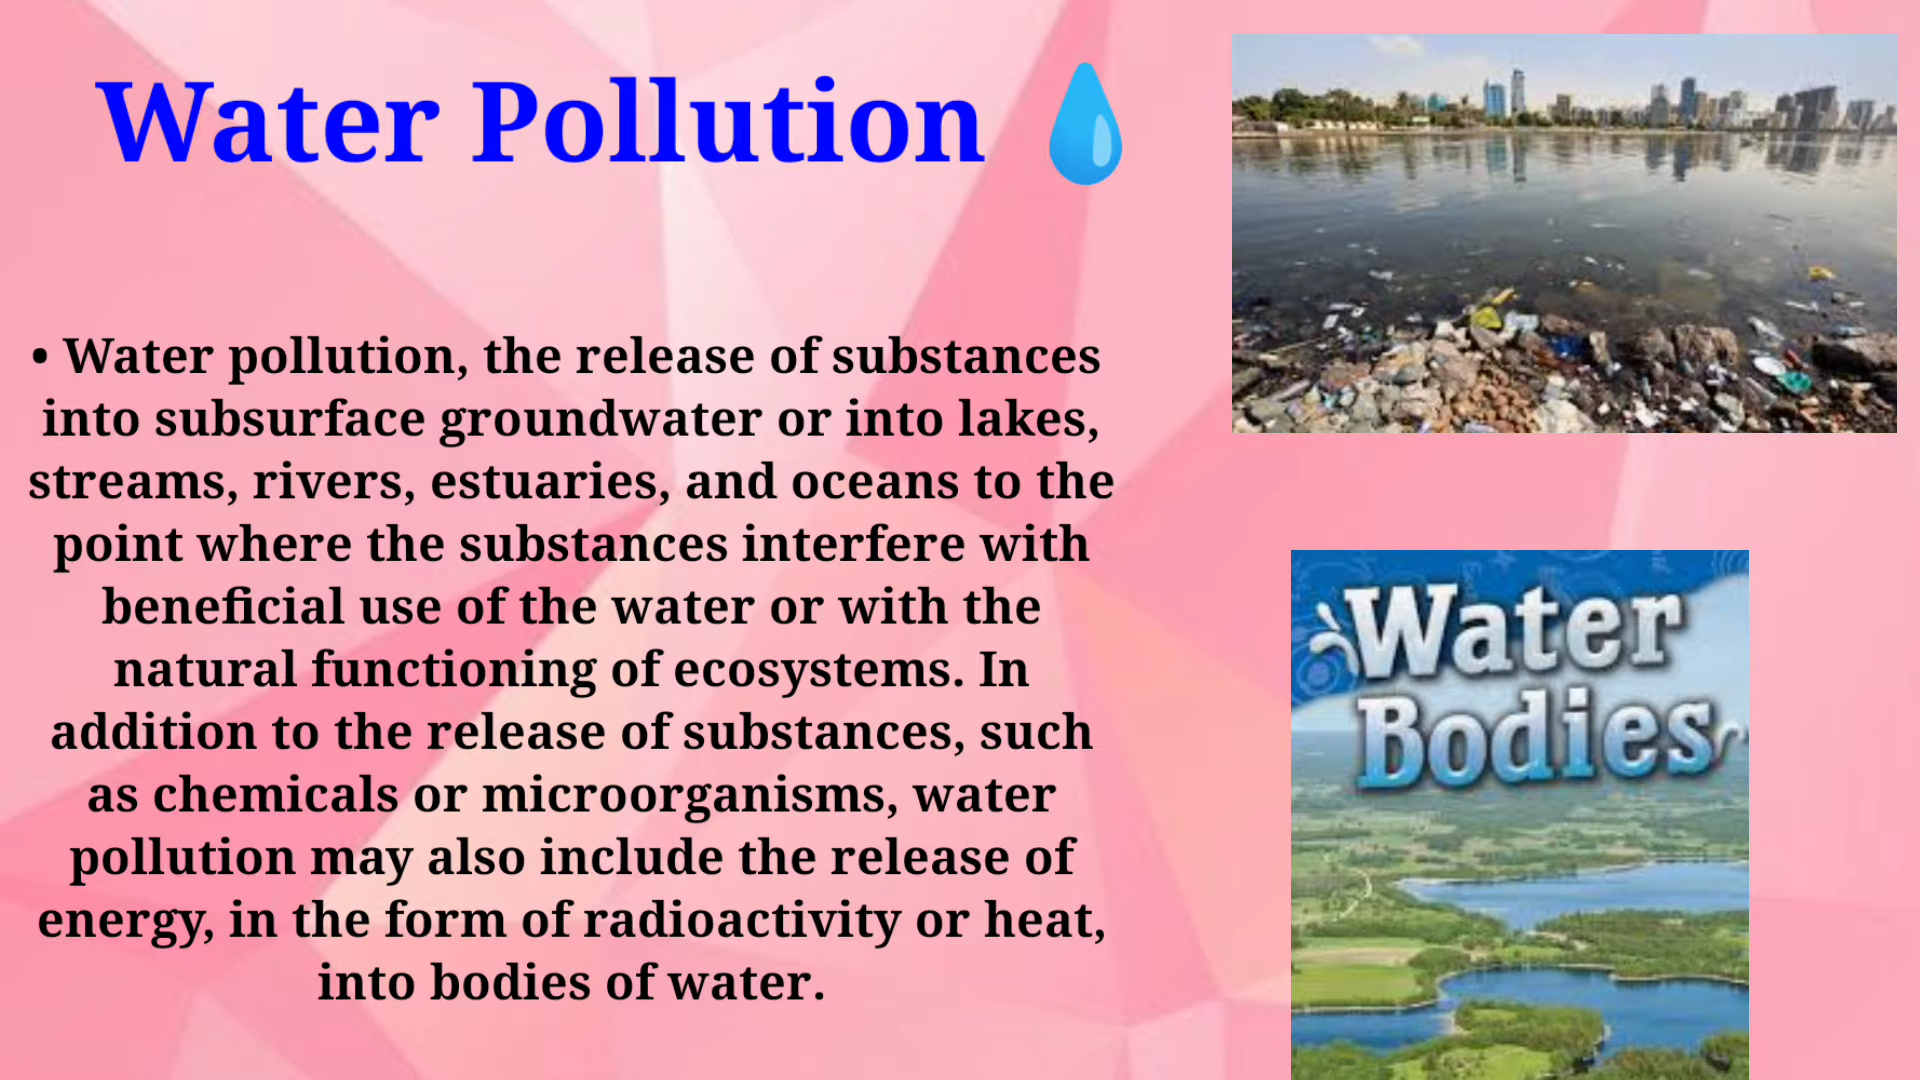 Water Pollution 💧
• Water pollution, the release of substances
into subsurface groundwater or into lakes,
streams, rivers, estuaries, and oceans to the
point where the substances interfere with
beneficial use of the water or with the
natural functioning of ecosystems. In
addition to the release of substances, such
as chemicals or microorganisms, water
pollution may also include the release of
energy, in the form of radioactivity or heat,
into bodies of water.
Water
Bodies